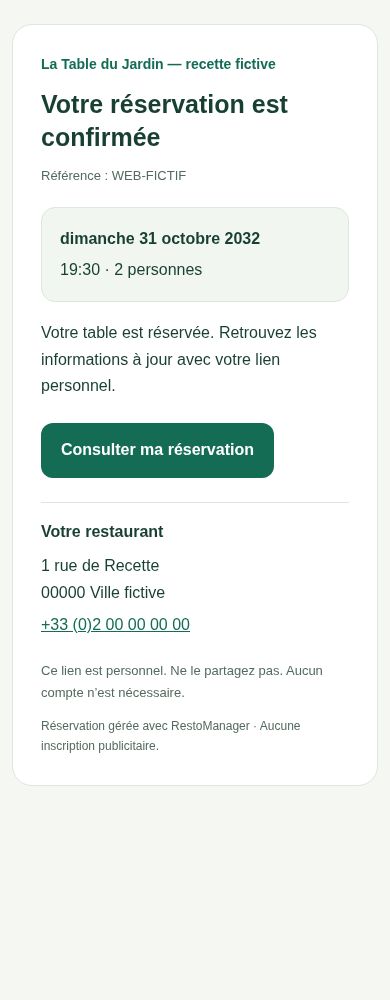 La Table du Jardin — recette fictive
Votre réservation est
confirmée
Référence : WEB-FICTIF
dimanche 31 octobre 2032
19:30 · 2 personnes
Votre table est réservée. Retrouvez les
informations à jour avec votre lien
personnel.
Consulter ma réservation
Votre restaurant
1 rue de Recette
00000 Ville fictive
+33 (0)2 00 00 00 00
Ce lien est personnel. Ne le partagez pas. Aucun
compte n’est nécessaire.
Réservation gérée avec RestoManager · Aucune
inscription publicitaire.